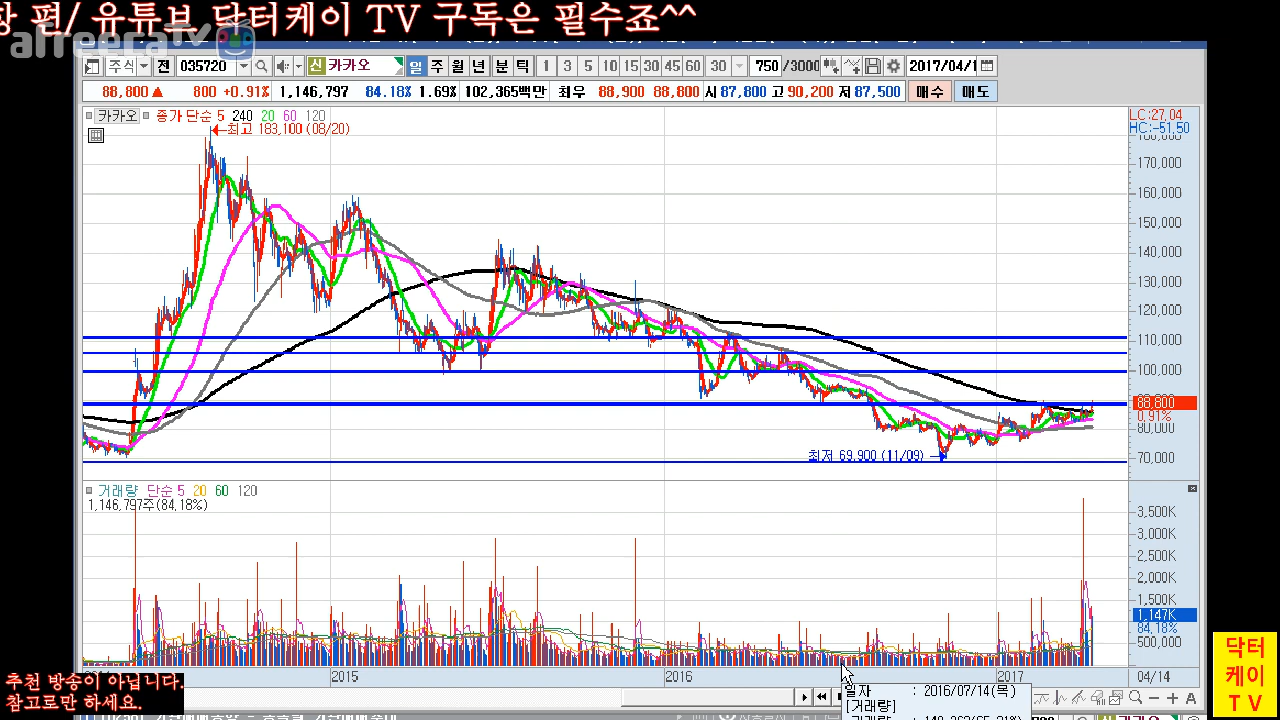 황 편/ 유튜브 닥터케이 TV 구독은 필수죠^^
afreecaTV
주식 전 035720 신 카카오 일 주 월 년 분 틱 1 3 5 10 15 30 45 60 30 750 /3000 2017/04/1
88,800 ▲ 800 +0.91% 1,146,797 84.18% 1.69% 102,365백만 최우 88,900 88,800 시 87,800 고 90,200 저 87,500 매수 매도
카카오 종가 단순 5 240 20 60 120
최고 183,100 (08/20)
LC:27.04
HC:-51.50
180,000
170,000
160,000
150,000
140,000
130,000
120,000
110,000
100,000
88,800
0.91%
80,000
70,000
최저 69,900 (11/09)
거래량 단순 5 20 60 120
1,146,797주(84.18%)
3,500K
3,000K
2,500K
2,000K
1,500K
1,147K
84.18%
500,000
2015 2016 2017 04/14
일자 : 2016/07/14(목)
[거래량]
추천 방송이 아닙니다.
참고로만 하세요.
닥터
케이
T V